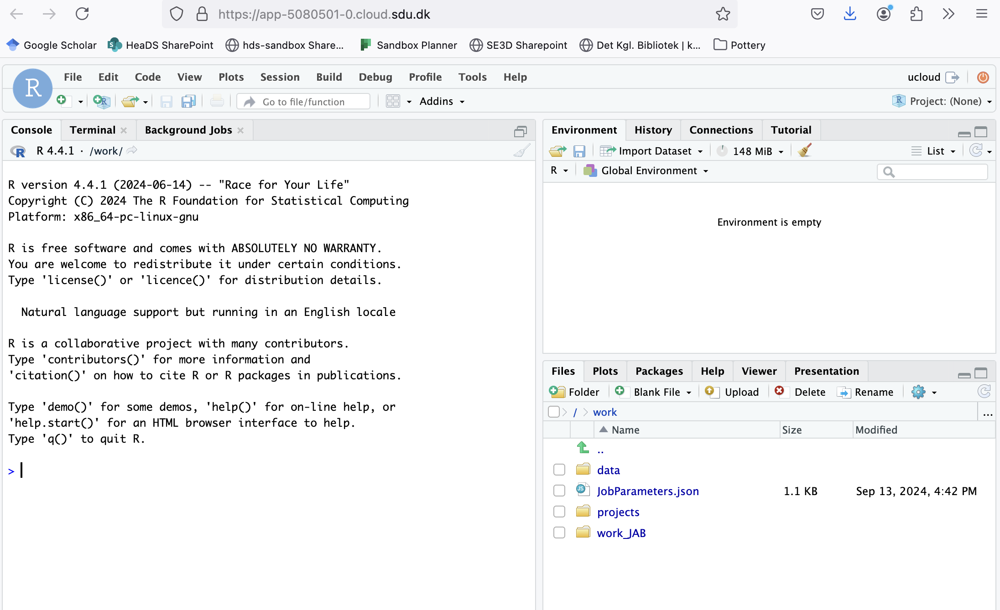 https://app-5080501-0.cloud.sdu.dk
Google Scholar HeaDS SharePoint hds-sandbox Share... Sandbox Planner SE3D Sharepoint Det Kgl. Bibliotek | k... Pottery
R File Edit Code View Plots Session Build Debug Profile Tools Help ucloud
Go to file/function Addins Project: (None)
Console Terminal Background Jobs
R 4.4.1 · /work/
R version 4.4.1 (2024-06-14) -- "Race for Your Life"
Copyright (C) 2024 The R Foundation for Statistical Computing
Platform: x86_64-pc-linux-gnu
R is free software and comes with ABSOLUTELY NO WARRANTY.
You are welcome to redistribute it under certain conditions.
Type 'license()' or 'licence()' for distribution details.
Natural language support but running in an English locale
R is a collaborative project with many contributors.
Type 'contributors()' for more information and
'citation()' on how to cite R or R packages in publications.
Type 'demo()' for some demos, 'help()' for on-line help, or
'help.start()' for an HTML browser interface to help.
Type 'q()' to quit R.
>
Environment History Connections Tutorial
Import Dataset 148 MiB List
R Global Environment
Environment is empty
Files Plots Packages Help Viewer Presentation
Folder Blank File Upload Delete Rename
/ work ...
Name Size Modified
..
data
JobParameters.json 1.1 KB Sep 13, 2024, 4:42 PM
projects
work_JAB